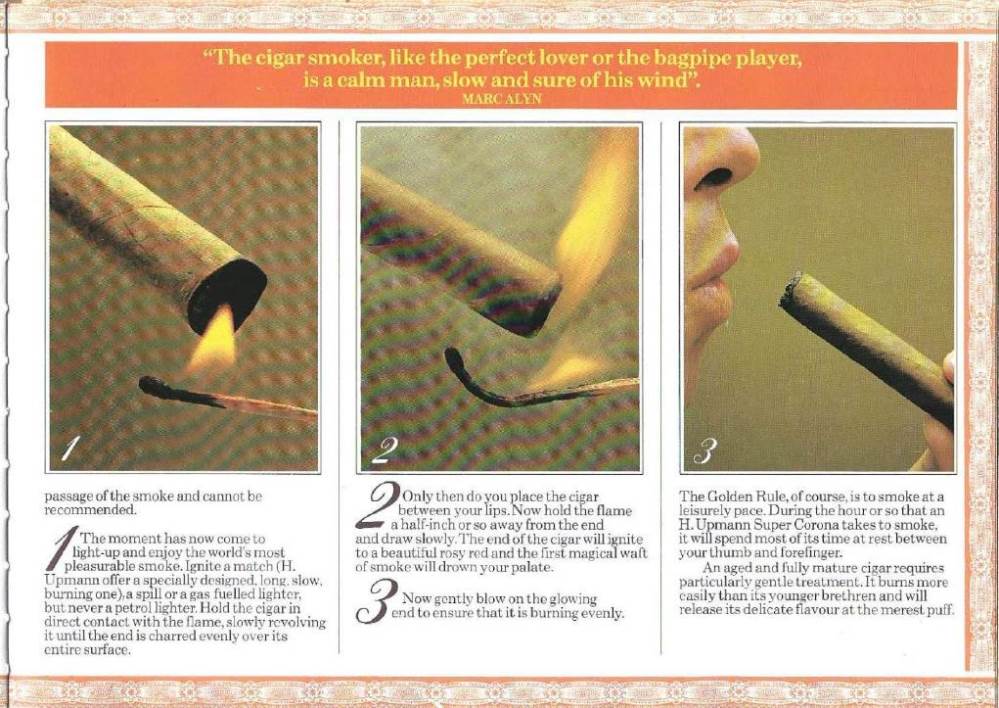 “The cigar smoker, like the perfect lover or the bagpipe player,
is a calm man, slow and sure of his wind”.
MARC ALYN
1
2
3
passage of the smoke and cannot be
recommended.
1 The moment has now come to
light-up and enjoy the world's most
pleasurable smoke. Ignite a match (H.
Upmann offer a specially designed, long, slow,
burning one), a spill or a gas fuelled lighter,
but never a petrol lighter. Hold the cigar in
direct contact with the flame, slowly revolving
it until the end is charred evenly over its
entire surface.
2 Only then do you place the cigar
between your lips. Now hold the flame
a half-inch or so away from the end
and draw slowly. The end of the cigar will ignite
to a beautiful rosy red and the first magical waft
of smoke will drown your palate.
3 Now gently blow on the glowing
end to ensure that it is burning evenly.
The Golden Rule, of course, is to smoke at a
leisurely pace. During the hour or so that an
H. Upmann Super Corona takes to smoke,
it will spend most of its time at rest between
your thumb and forefinger.
An aged and fully mature cigar requires
particularly gentle treatment. It burns more
easily than its younger brethren and will
release its delicate flavour at the merest puff.